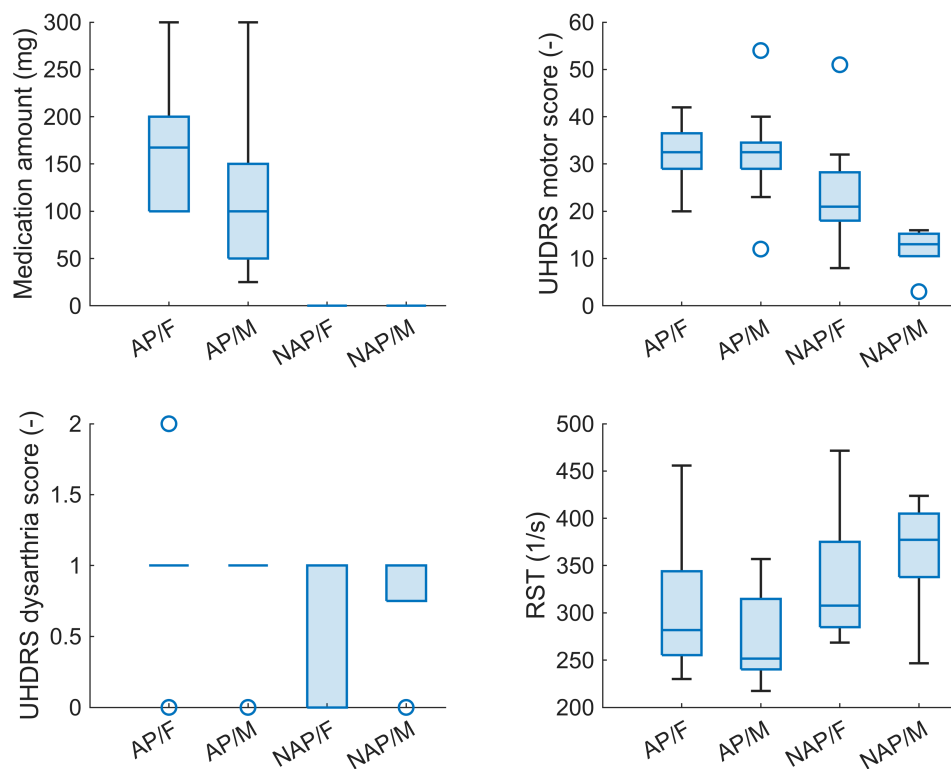 Medication amount (mg)
300
250
200
150
100
50
0
AP/F
AP/M
NAP/F
NAP/M
UHDRS motor score (-)
60
50
40
30
20
10
0
AP/F
AP/M
NAP/F
NAP/M
UHDRS dysarthria score (-)
2
1.5
1
0.5
0
AP/F
AP/M
NAP/F
NAP/M
RST (1/s)
500
450
400
350
300
250
200
AP/F
AP/M
NAP/F
NAP/M